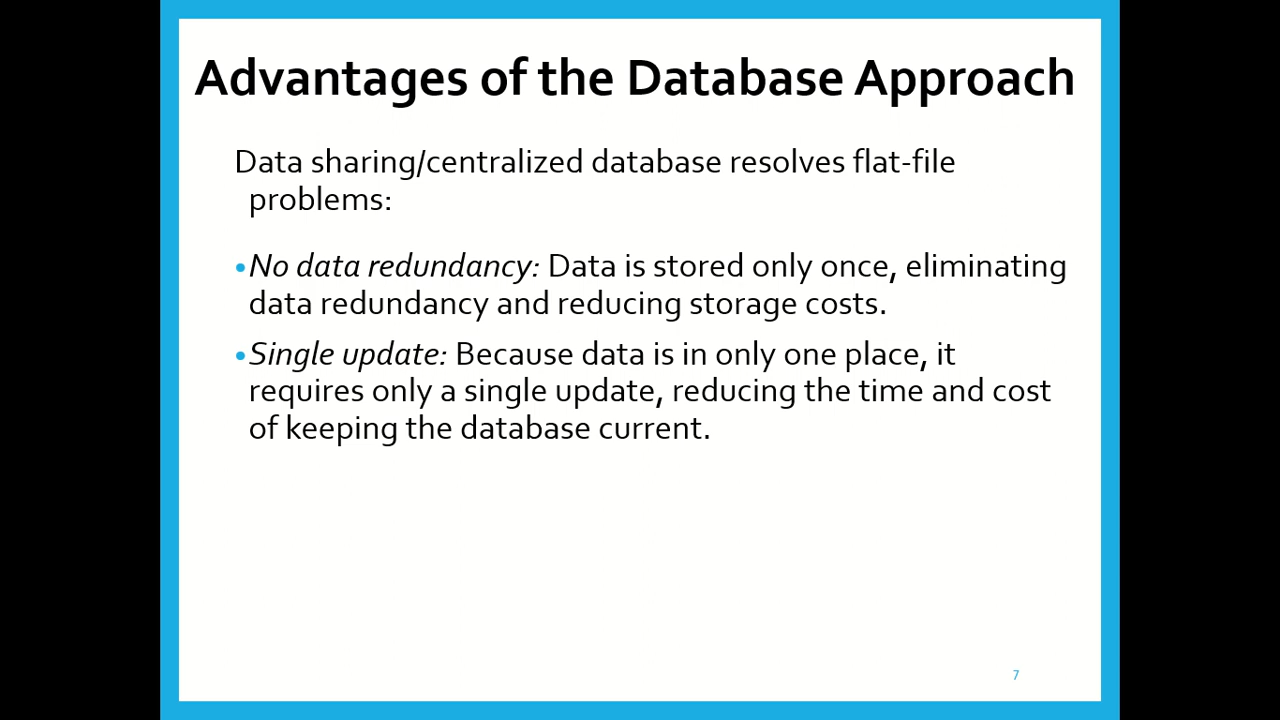 Advantages of the Database Approach
Data sharing/centralized database resolves flat-file
problems:
•No data redundancy: Data is stored only once, eliminating
data redundancy and reducing storage costs.
•Single update: Because data is in only one place, it
requires only a single update, reducing the time and cost
of keeping the database current.
7